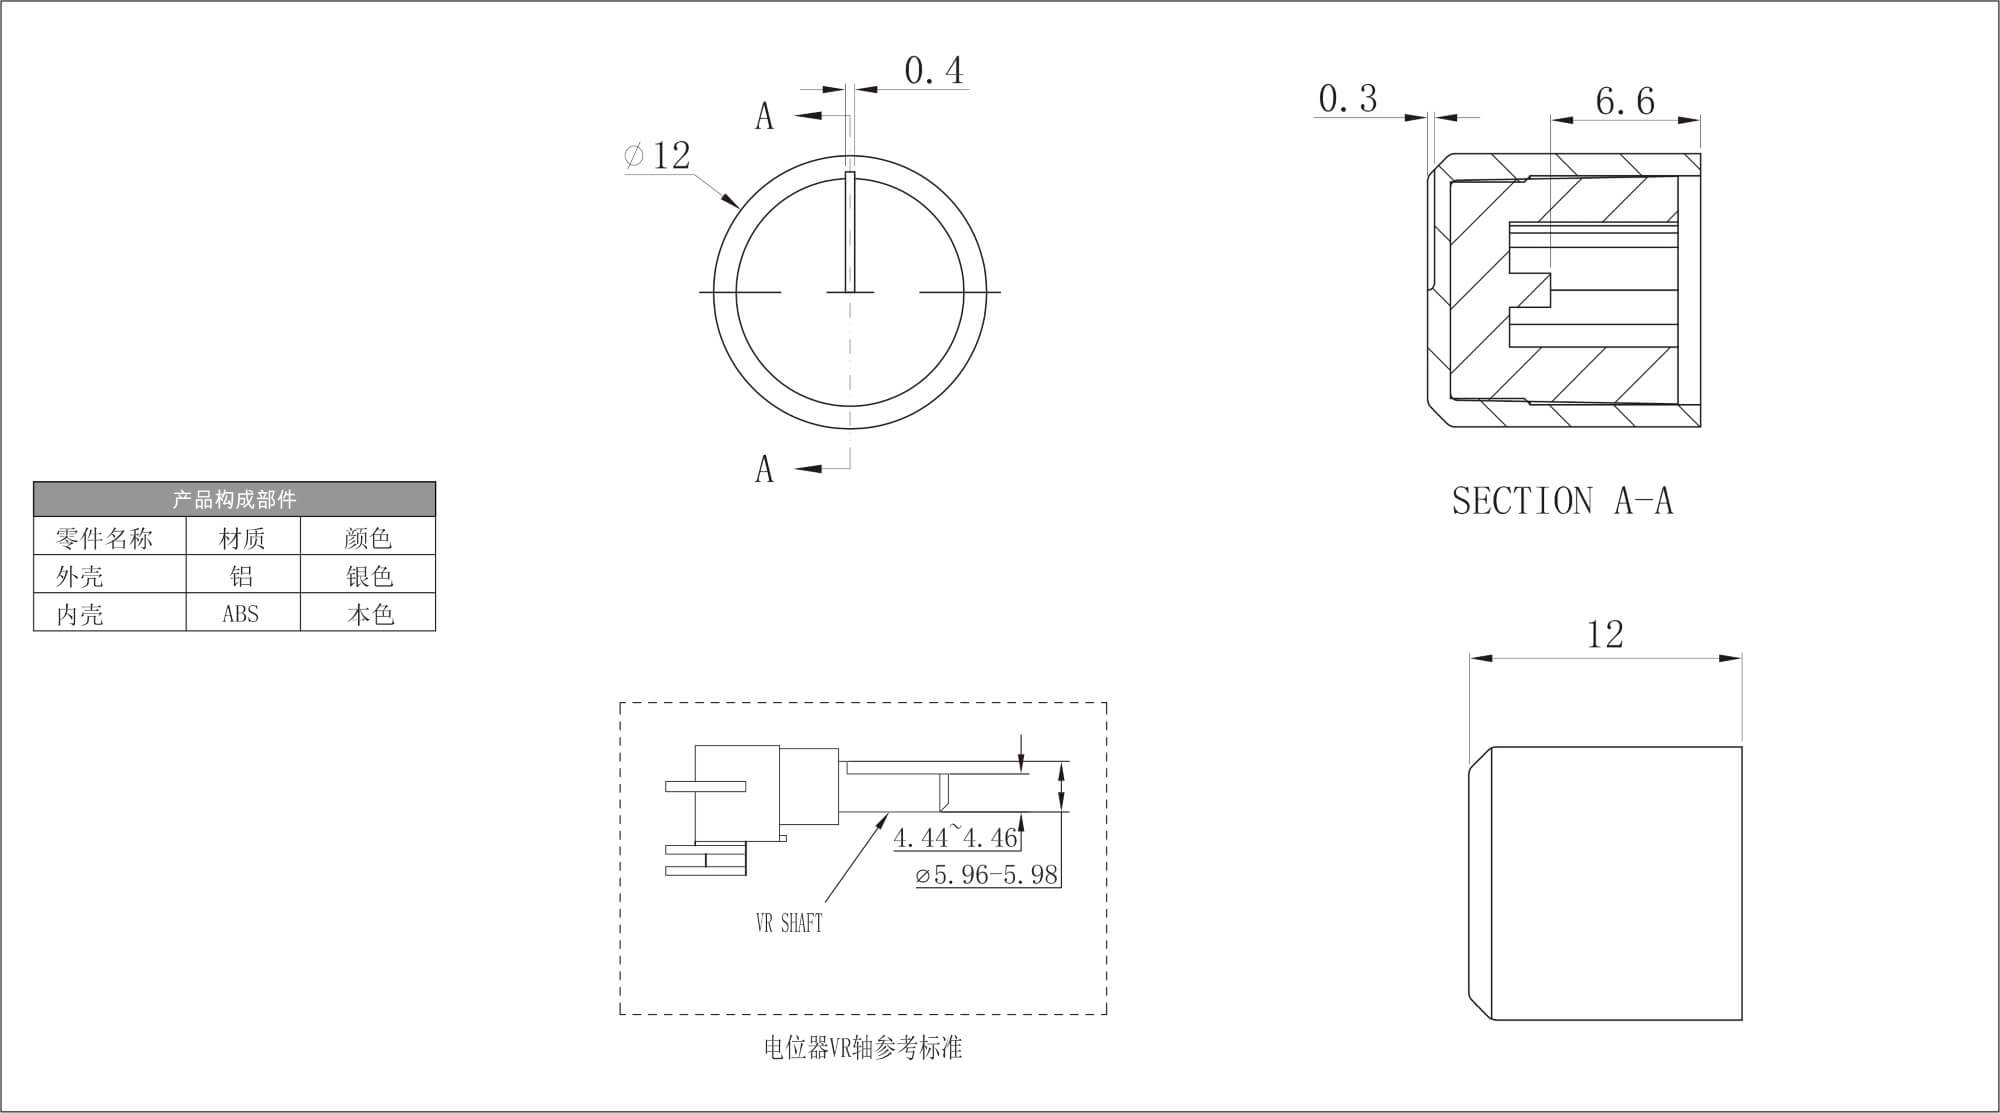 0.4
A
∅12
A
0.3
6.6
SECTION A-A
产品构成部件
零件名称 材质 颜色
外壳 铝 银色
内壳 ABS 本色
12
4.44~4.46
⌀5.96-5.98
VR SHAFT
电位器VR轴参考标准